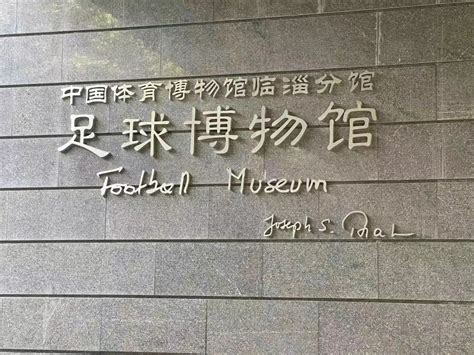 中国体育博物馆临淄分馆
足球博物馆
Football Museum
Joseph S.